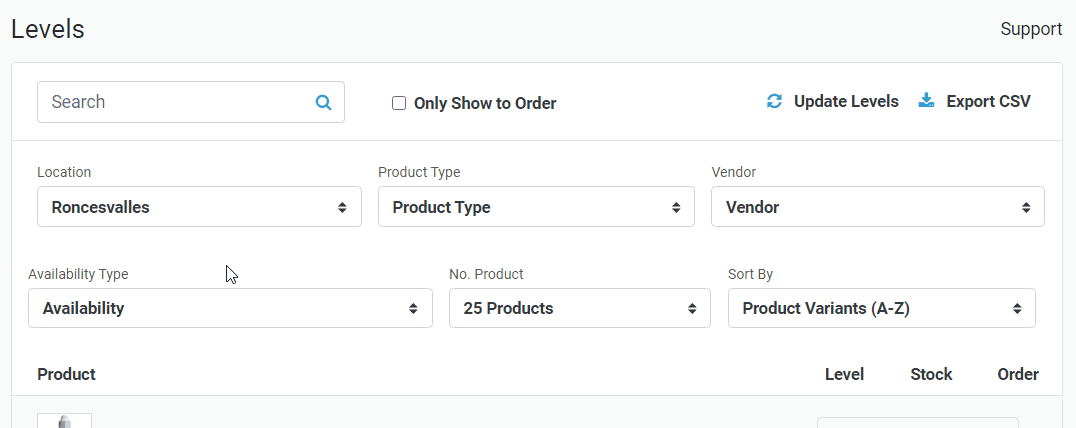 Levels
Support
Search
Only Show to Order
Update Levels
Export CSV
Location
Product Type
Vendor
Roncesvalles
Product Type
Vendor
Availability Type
No. Product
Sort By
Availability
25 Products
Product Variants (A-Z)
Product
Level
Stock
Order